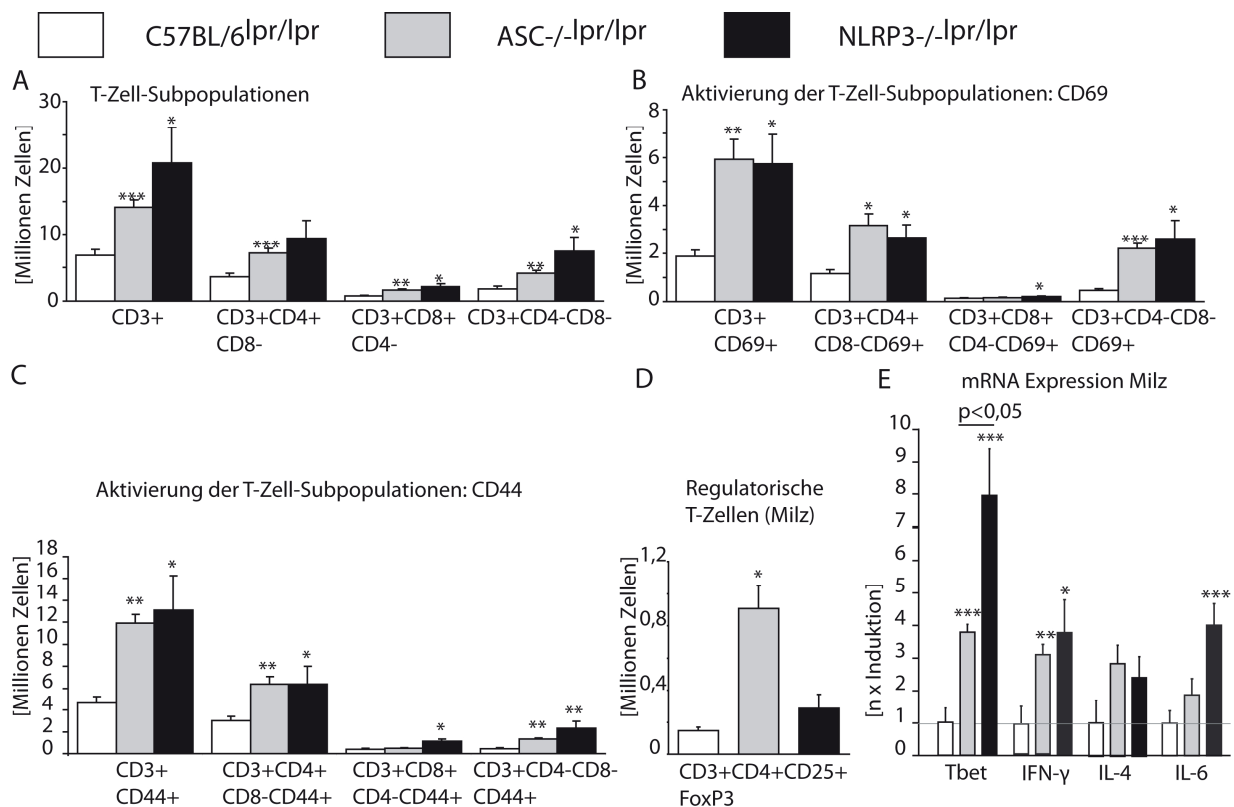 C57BL/6lpr/lpr ASC-/-lpr/lpr NLRP3-/-lpr/lpr
A
T-Zell-Subpopulationen
[Millionen Zellen]
30
20
10
0
*** * *** ** * ** *
CD3+ CD3+CD4+ CD3+CD8+ CD3+CD4-CD8-
CD8- CD4-
B
Aktivierung der T-Zell-Subpopulationen: CD69
[Millionen Zellen]
8
6
4
2
0
** * * * * *** *
CD3+ CD3+CD4+ CD3+CD8+ CD3+CD4-CD8-
CD69+ CD8-CD69+ CD4-CD69+ CD69+
C
Aktivierung der T-Zell-Subpopulationen: CD44
[Millionen Zellen]
18
16
14
12
10
8
6
4
2
0
** * ** * * ** **
CD3+ CD3+CD4+ CD3+CD8+ CD3+CD4-CD8-
CD44+ CD8-CD44+ CD4-CD44+ CD44+
D
Regulatorische
T-Zellen (Milz)
[Millionen Zellen]
1,2
0,8
0,4
0
*
CD3+CD4+CD25+
FoxP3
E
mRNA Expression Milz
p<0,05
[n x Induktion]
10
9
8
7
6
5
4
3
2
1
0
*** *** ** * ***
Tbet IFN-γ IL-4 IL-6